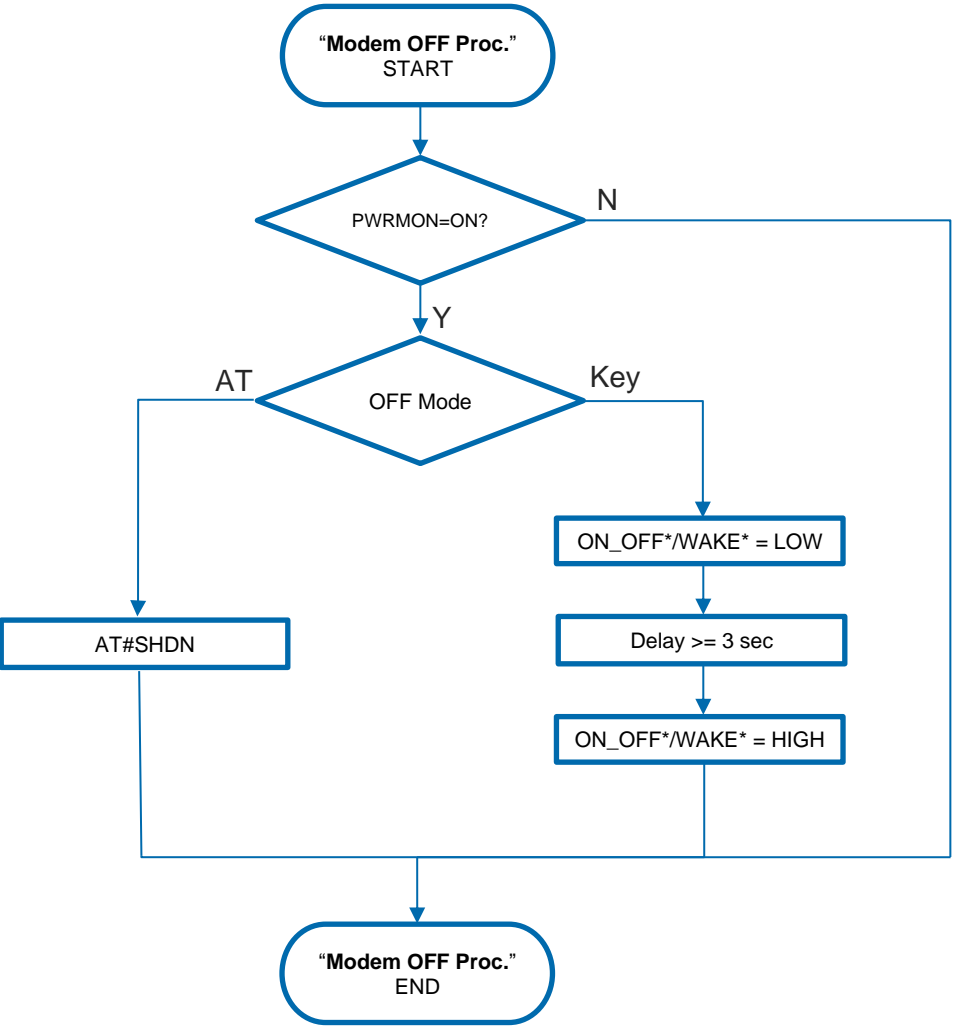 “Modem OFF Proc.”
START
PWRMON=ON?
N
Y
AT
OFF Mode
Key
ON_OFF*/WAKE* = LOW
AT#SHDN
Delay >= 3 sec
ON_OFF*/WAKE* = HIGH
“Modem OFF Proc.”
END